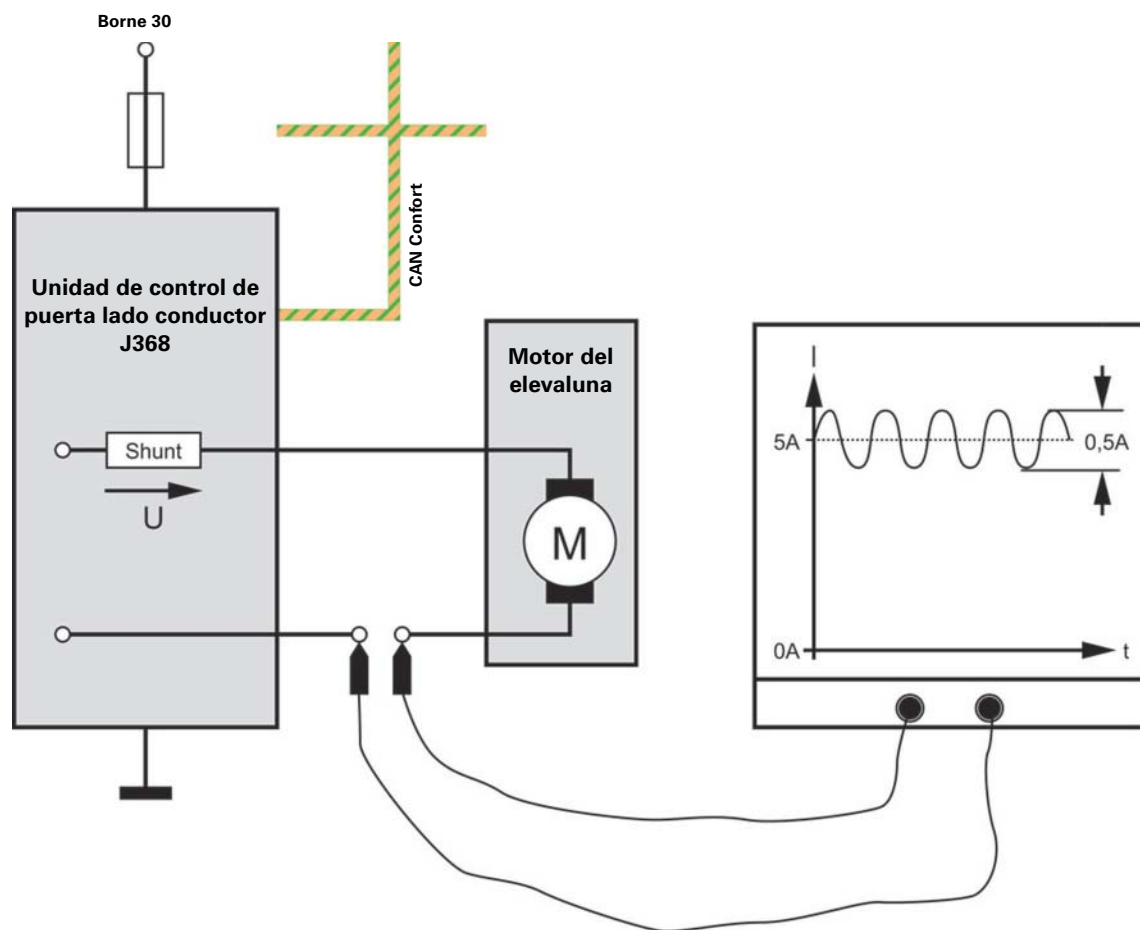 Borne 30
CAN Confort
Unidad de control de
puerta lado conductor
J368
Shunt
U
Motor del
elevaluna
M
I
5A
0,5A
0A
t